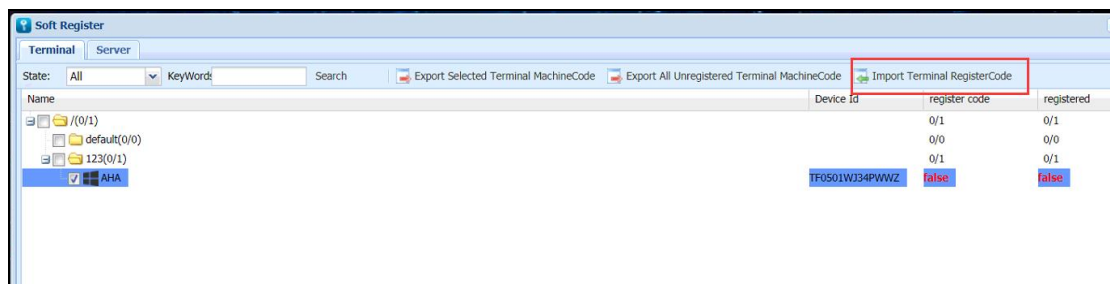 Soft Register
Terminal Server
State: All KeyWords Search Export Selected Terminal MachineCode Export All Unregistered Terminal MachineCode Import Terminal RegisterCode
Name Device Id register code registered
/(0/1) 0/1 0/1
default(0/0) 0/0 0/0
123(0/1) 0/1 0/1
AHA TF0501WJ34PWWZ false false